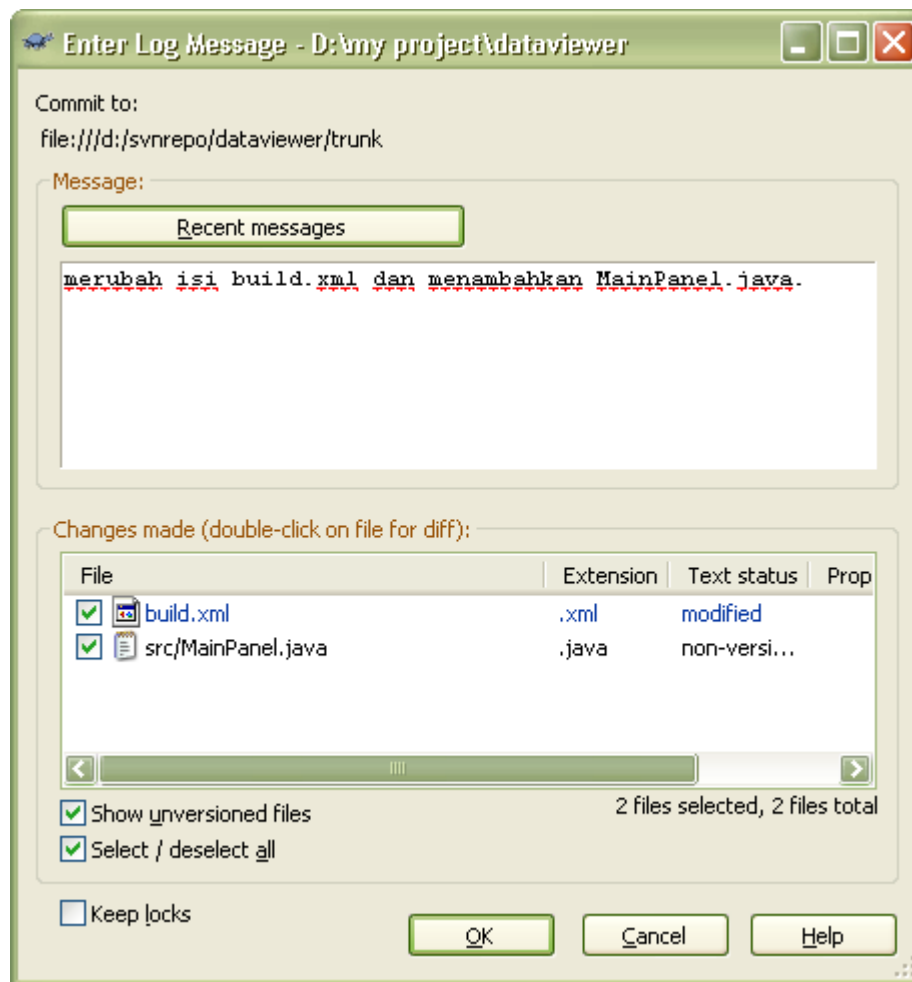 Enter Log Message - D:\my project\dataviewer
Commit to:
file:///d:/svnrepo/dataviewer/trunk
Message:
Recent messages
merubah isi build.xml dan menambahkan MainPanel.java.
Changes made (double-click on file for diff):
File Extension Text status Prop
build.xml .xml modified
src/MainPanel.java .java non-versi...
Show unversioned files 2 files selected, 2 files total
Select / deselect all
Keep locks OK Cancel Help